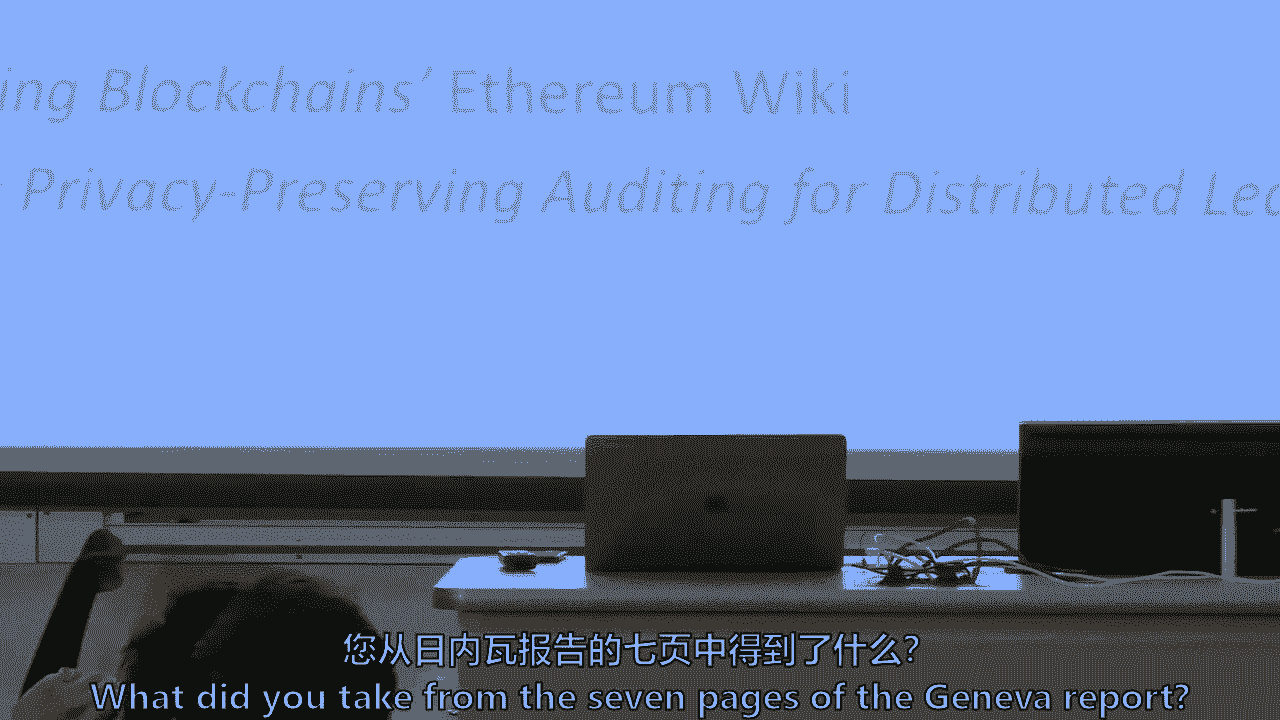 ing Blockchains’ Ethereum Wiki
Privacy-Preserving Auditing for Distributed
您从日内瓦报告的七页中得到了什么？
What did you take from the seven pages of the Geneva report?